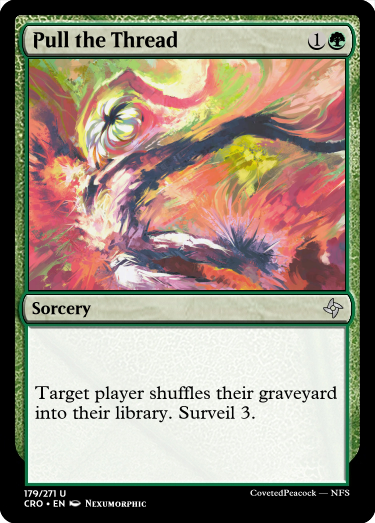 Pull the Thread 1
Sorcery
Target player shuffles their graveyard
into their library. Surveil 3.
179/271 U
CovetedPeacock — NFS
CRO • EN Nexumorphic